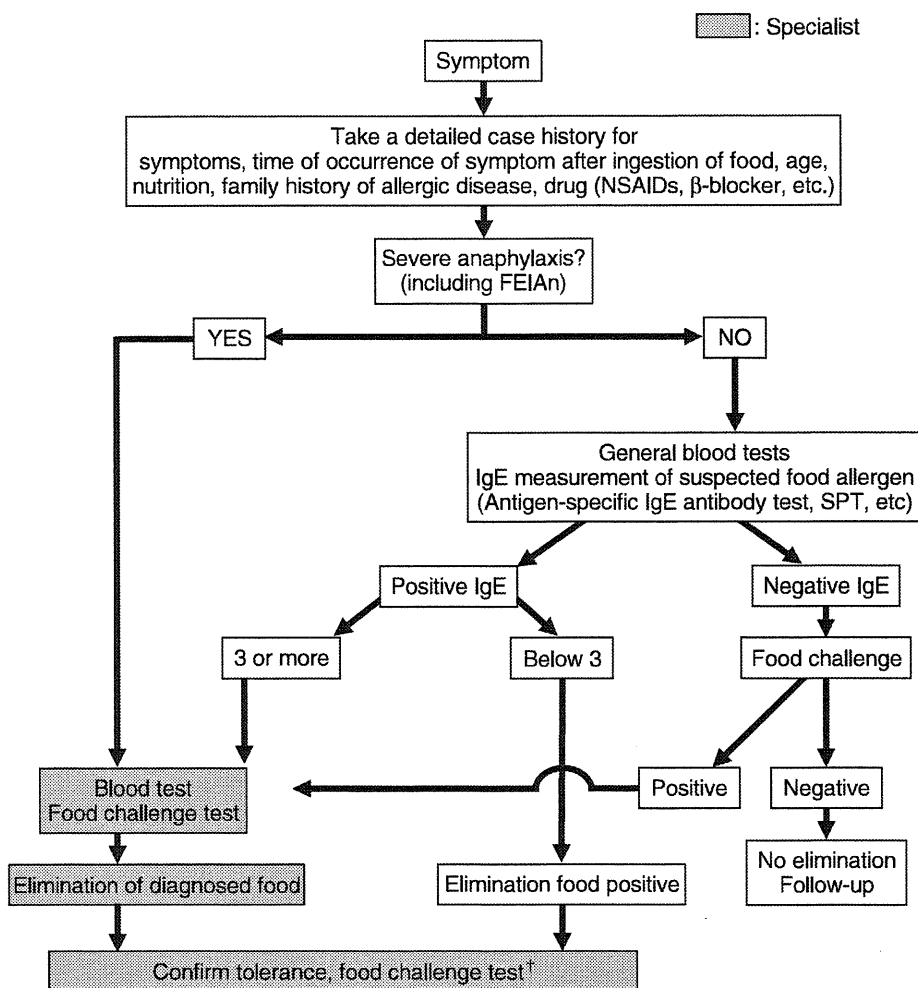 : Specialist
Symptom
Take a detailed case history for
symptoms, time of occurrence of symptom after ingestion of food, age,
nutrition, family history of allergic disease, drug (NSAIDs, β-blocker, etc.)
Severe anaphylaxis?
(including FEIAn)
YES
NO
General blood tests
IgE measurement of suspected food allergen
(Antigen-specific IgE antibody test, SPT, etc)
Positive IgE
Negative IgE
3 or more
Below 3
Food challenge
Blood test
Food challenge test
Positive
Negative
Elimination of diagnosed food
Elimination food positive
No elimination
Follow-up
Confirm tolerance, food challenge test†